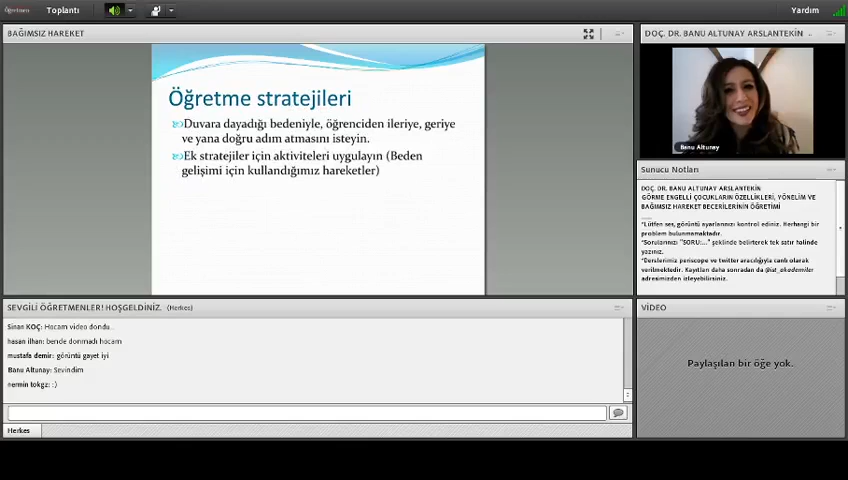 Öğretmen
Toplantı
Yardım
BAĞIMSIZ HAREKET
Öğretme stratejileri
Duvara dayadığı bedeniyle, öğrenciden ileriye, geriye
ve yana doğru adım atmasını isteyin.
Ek stratejiler için aktiviteleri uygulayın (Beden
gelişimi için kullandığımız hareketler)
DOÇ. DR. BANU ALTUNAY ARSLANTEKİN ..
Banu Altunay
Sunucu Notları
DOÇ. DR. BANU ALTUNAY ARSLANTEKİN
GÖRME ENGELLİ ÇOCUKLARIN ÖZELLİKLERİ, YÖNELİM VE
BAĞIMSIZ HAREKET BECERİLERİNİN ÖĞRETİMİ
*Lütfen ses, görüntü ayarlarınızı kontrol ediniz. Herhangi bir
problem bulunmamaktadır.
*Sorularınızı "SORU:..." şeklinde belirterek tek satır halinde
yazınız.
*Derslerimiz periscope ve twitter aracılığıyla canlı olarak
verilmektedir. Kayıtları daha sonradan da @ist_akademiler
adresimizden izleyebilirsiniz.
SEVGİLİ ÖĞRETMENLER! HOŞGELDİNİZ. (Herkes)
Sinan KOÇ: Hocam video dondu..
hasan ilhan: bende donmadı hocam
mustafa demir: görüntü gayet iyi
Banu Altunay: Sevindim
nermin tokgz: :)
Herkes
VİDEO
Paylaşılan bir öğe yok.